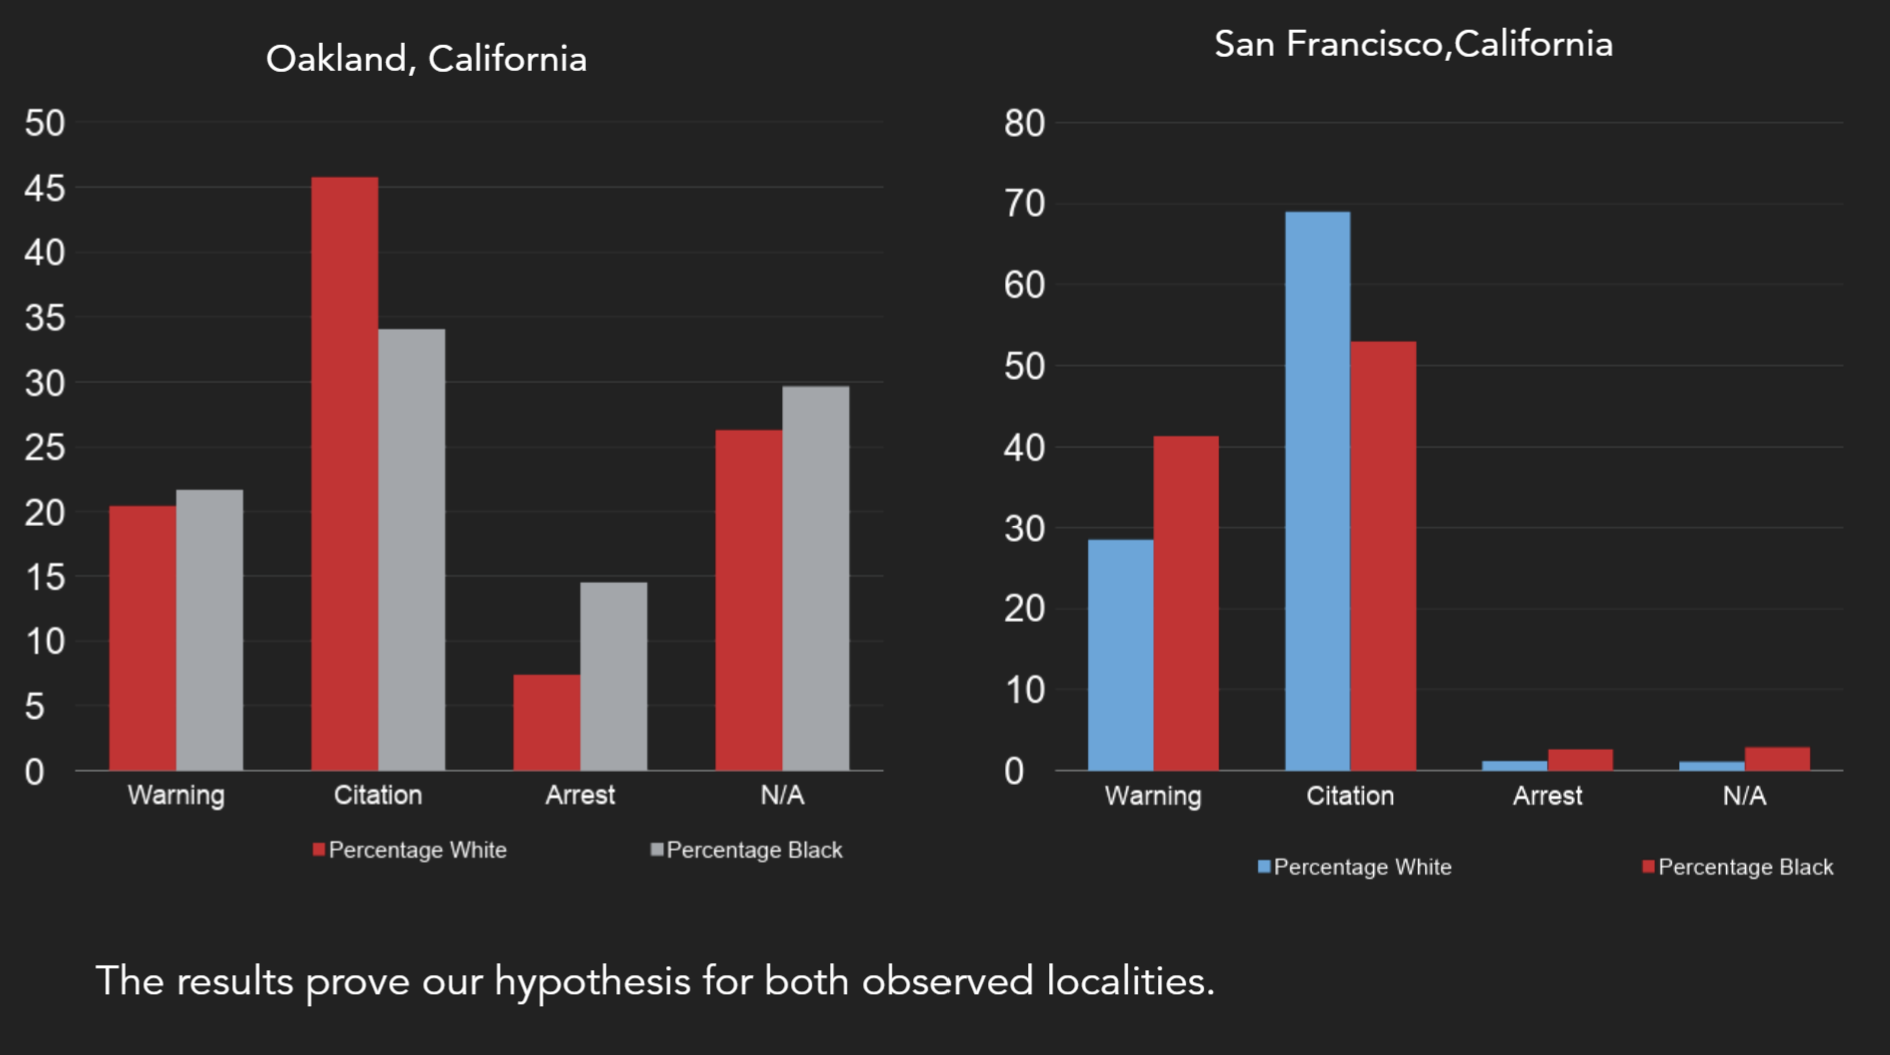 Oakland, California
50
45
40
35
30
25
20
15
10
5
0
Warning Citation Arrest N/A
Percentage White Percentage Black
San Francisco,California
80
70
60
50
40
30
20
10
0
Warning Citation Arrest N/A
Percentage White Percentage Black
The results prove our hypothesis for both observed localities.